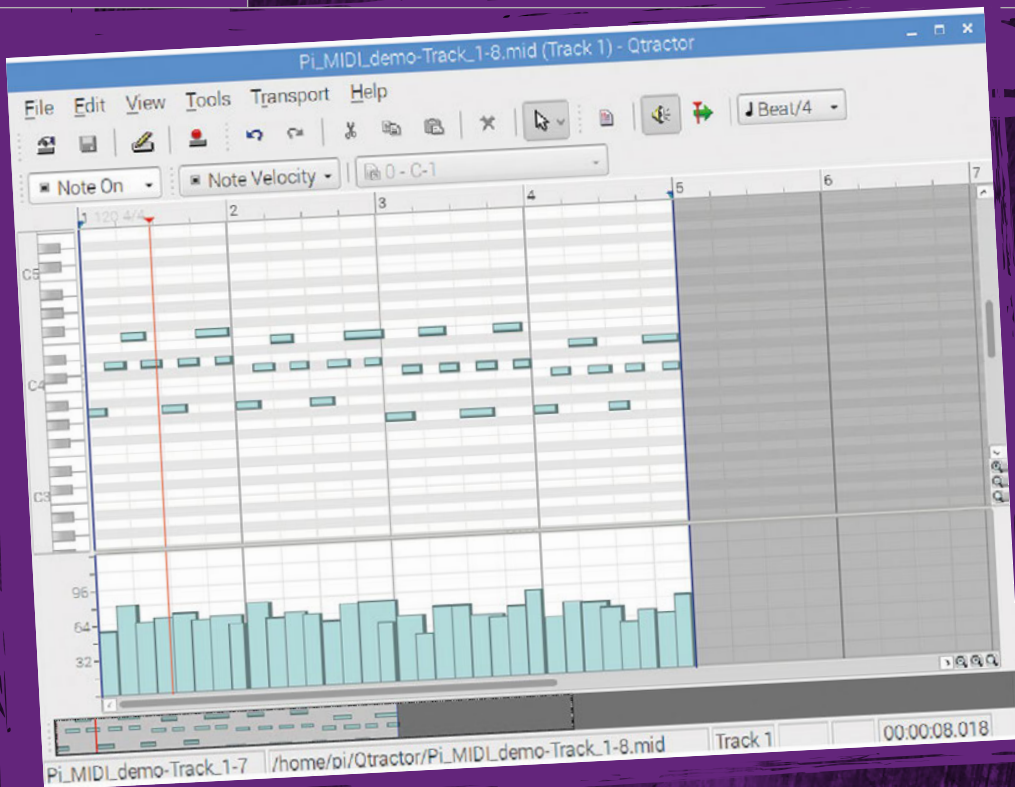 Pi_MIDI_demo-Track_1-8.mid (Track 1) - Qtractor
File Edit View Tools Transport Help
Beat/4
Note On Note Velocity 0 - C-1
1 120 4/4 2 3 4 5 6 7
C5
C4
C3
96
64
32
Pi_MIDI_demo-Track_1-7 /home/pi/Qtractor/Pi_MIDI_demo-Track_1-8.mid Track 1 00:00:08.018